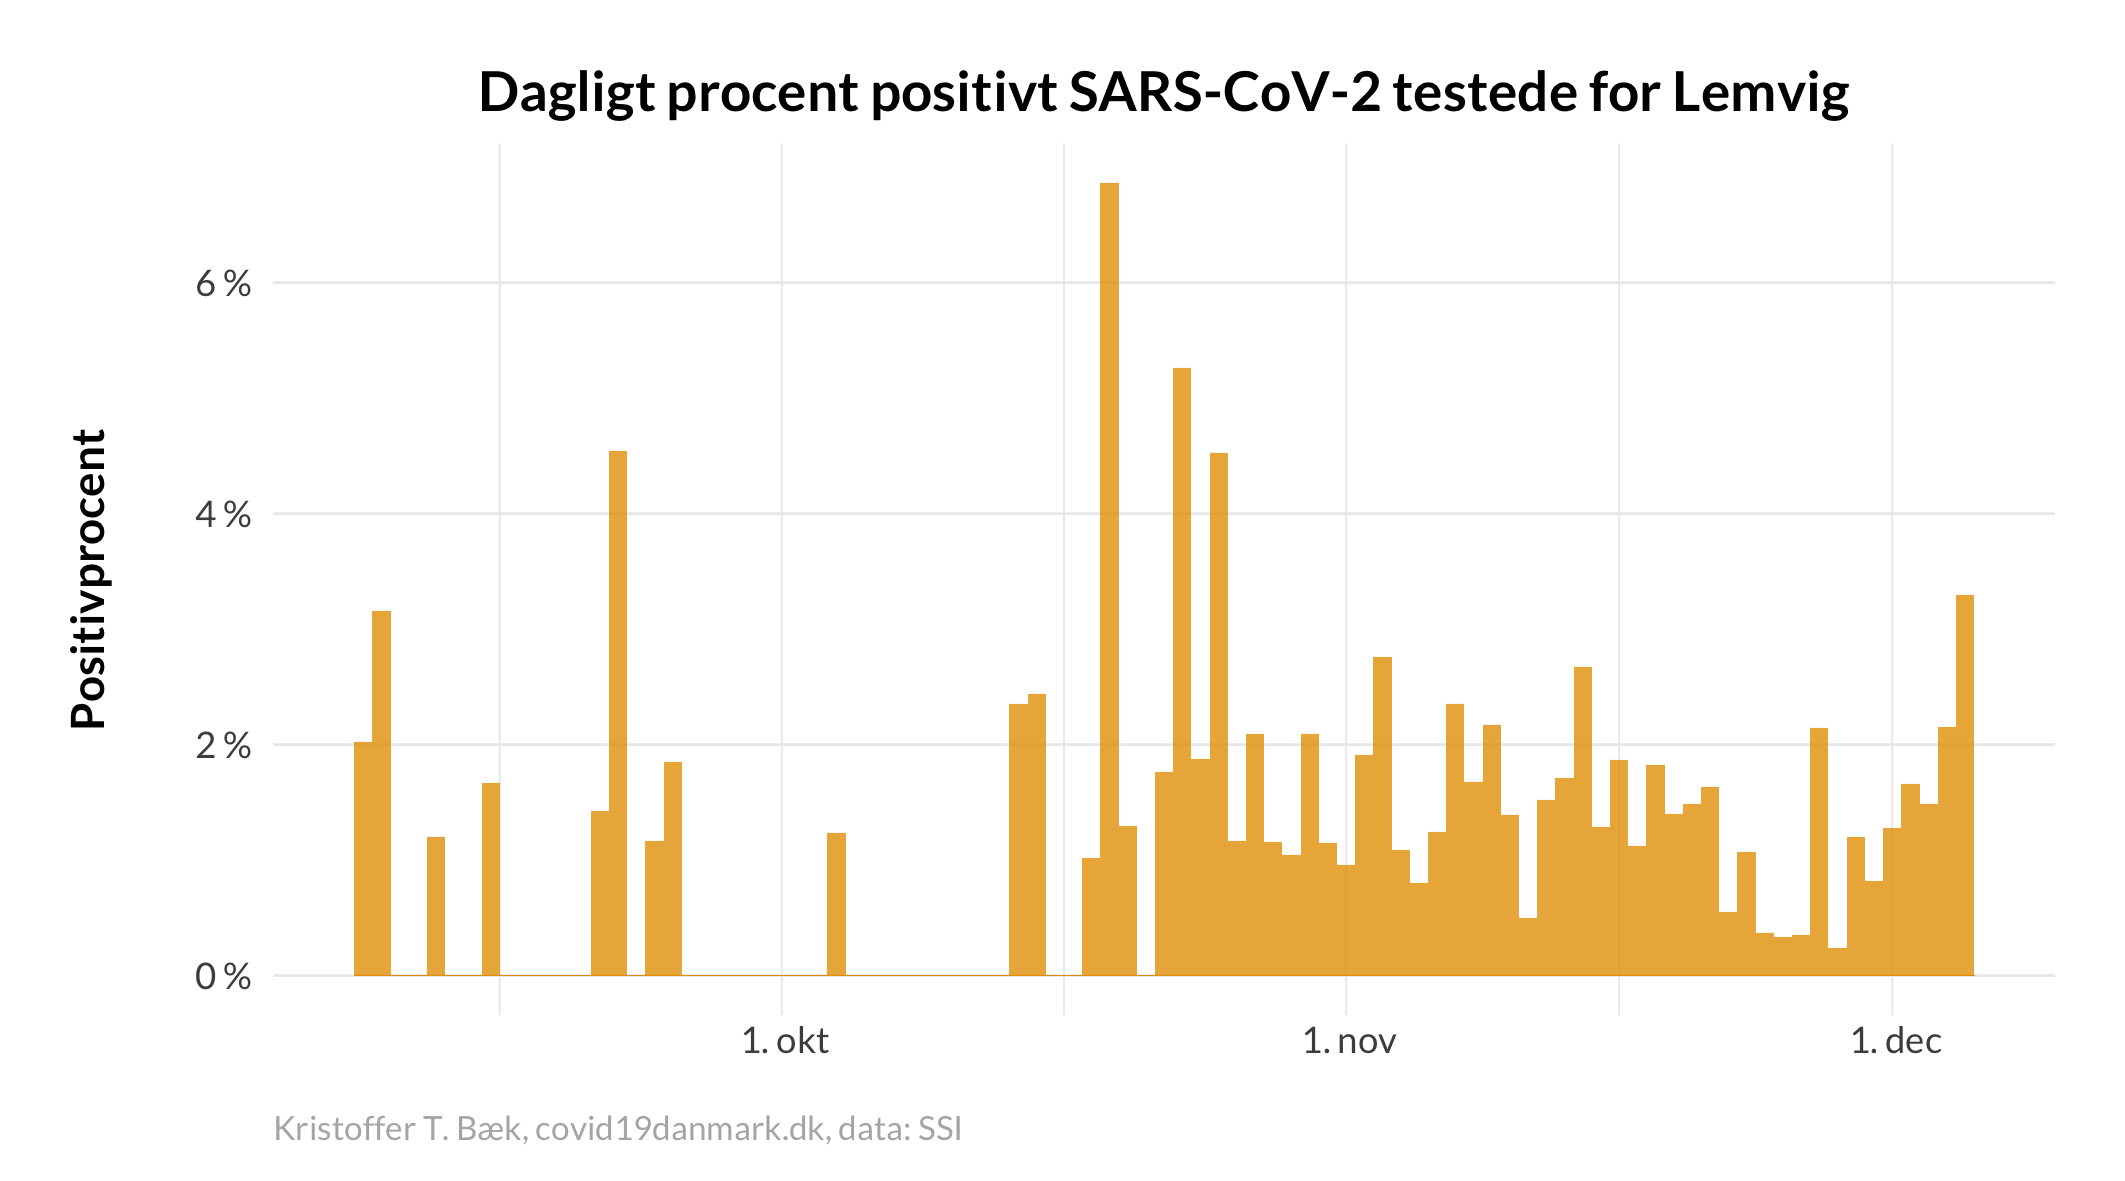 Dagligt procent positivt SARS-CoV-2 testede for Lemvig
Positivprocent
6 %
4 %
2 %
0 %
1. okt
1. nov
1. dec
Kristoffer T. Bæk, covid19danmark.dk, data: SSI